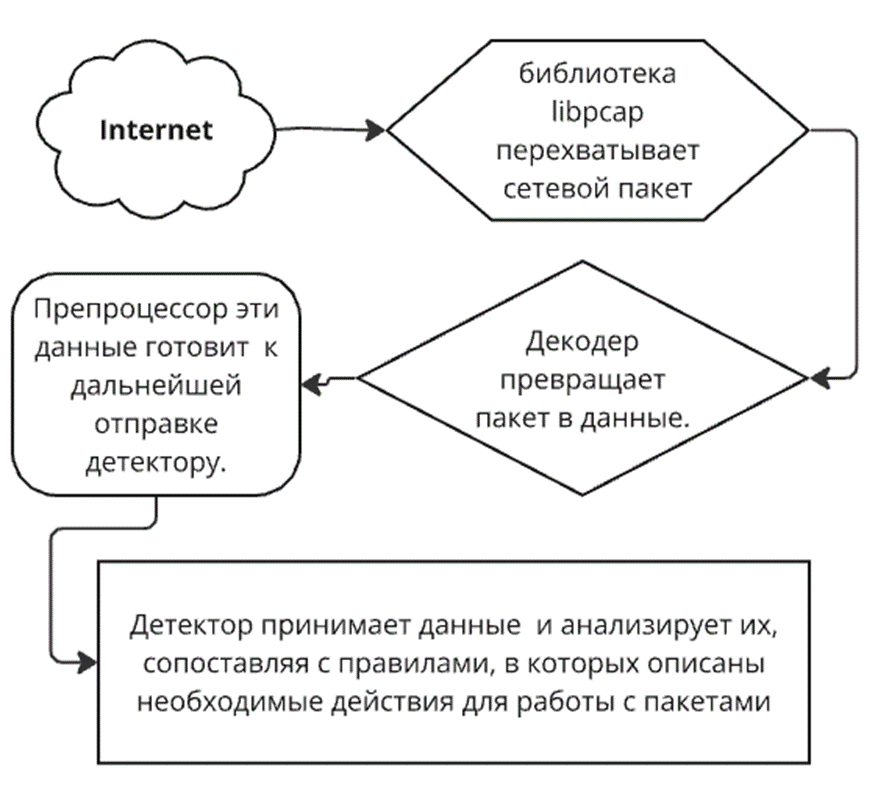 Internet
библиотека
libpcap
перехватывает
сетевой пакет
Декодер
превращает
пакет в данные.
Препроцессор эти
данные готовит к
дальнейшей
отправке
детектору.
Детектор принимает данные и анализирует их,
сопоставляя с правилами, в которых описаны
необходимые действия для работы с пакетами